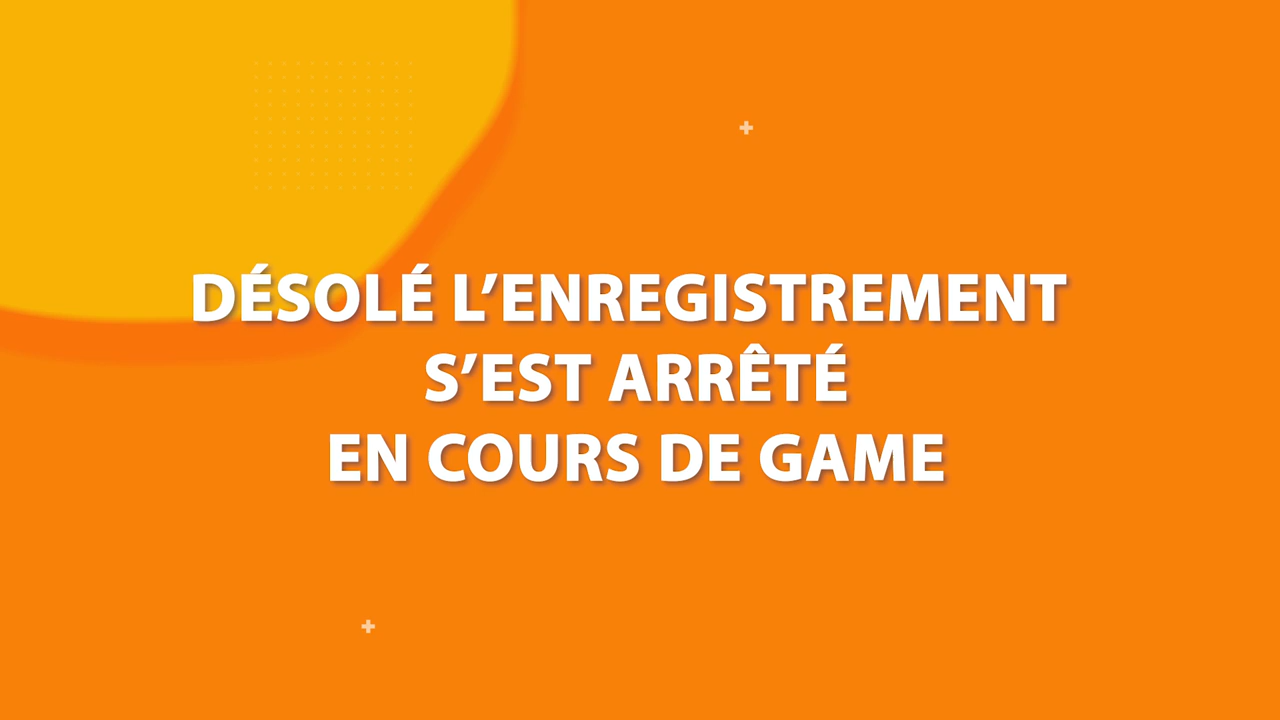 DÉSOLÉ L’ENREGISTREMENT
S’EST ARRÊTÉ
EN COURS DE GAME